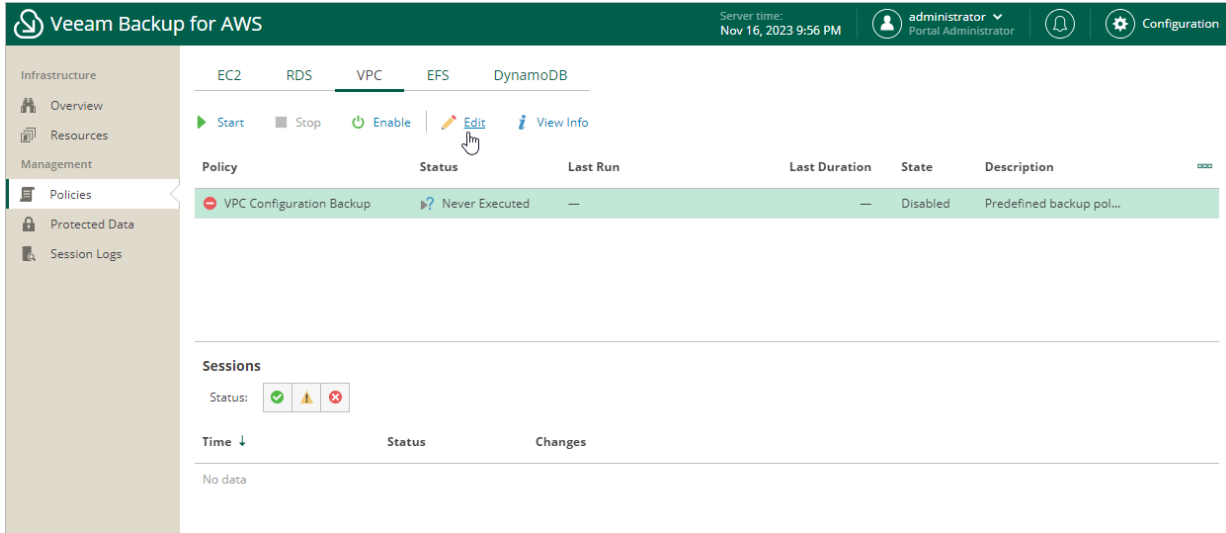 Veeam Backup for AWS
Server time:
Nov 16, 2023 9:56 PM
administrator
Portal Administrator
Configuration
Infrastructure
Overview
Resources
Management
Policies
Protected Data
Session Logs
EC2 RDS VPC EFS DynamoDB
Start Stop Enable Edit View Info
Policy Status Last Run Last Duration State Description
VPC Configuration Backup ? Never Executed — — Disabled Predefined backup pol...
Sessions
Status:
Time ↓ Status Changes
No data